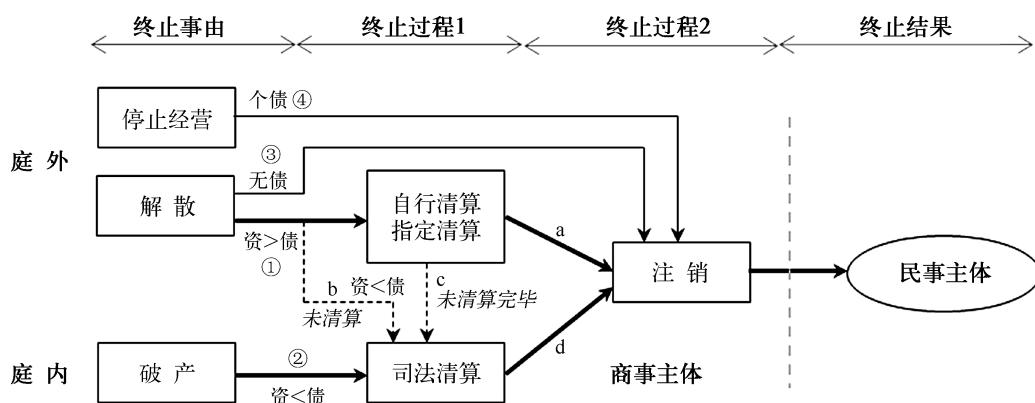 终止事由 终止过程1 终止过程2 终止结果
停止经营
个债 ④
庭 外
③
无债
解 散
自行清算
指定清算
资>债
①
a
注 销
民事主体
b 资<债
未清算
c
未清算完毕
d
庭 内
破 产
②
资<债
司法清算
商事主体